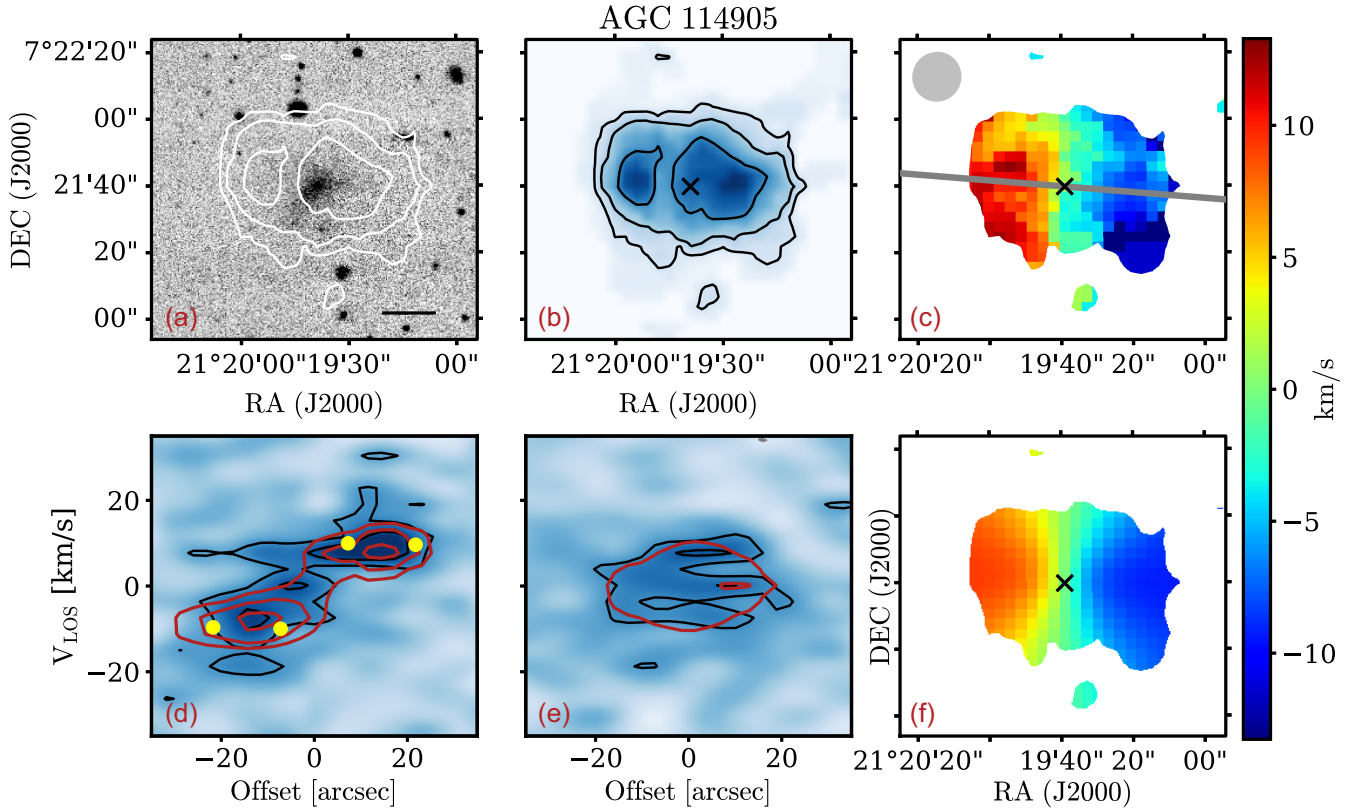 AGC 114905
7°22'20"
00"
21'40"
20"
00"
DEC (J2000)
(a)
21°20'00" 19'30" 00"
RA (J2000)
(b)
21°20'00" 19'30" 00"
RA (J2000)
(c)
21°20'20" 19'40" 20" 00"
10
5
0
−5
−10
km/s
20
0
−20
V_LOS [km/s]
(d)
−20 0 20
Offset [arcsec]
(e)
−20 0 20
Offset [arcsec]
DEC (J2000)
(f)
21°20'20" 19'40" 20" 00"
RA (J2000)